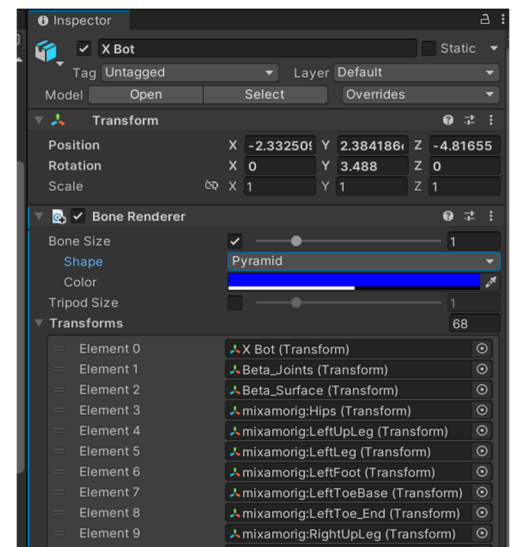 Inspector
X Bot Static
Tag Untagged Layer Default
Model Open Select Overrides
Transform
Position X -2.332509 Y 2.384186 Z -4.81655
Rotation X 0 Y 3.488 Z 0
Scale X 1 Y 1 Z 1
Bone Renderer
Bone Size 1
Shape Pyramid
Color
Tripod Size 1
Transforms 68
Element 0 X Bot (Transform)
Element 1 Beta_Joints (Transform)
Element 2 Beta_Surface (Transform)
Element 3 mixamorig:Hips (Transform)
Element 4 mixamorig:LeftUpLeg (Transform)
Element 5 mixamorig:LeftLeg (Transform)
Element 6 mixamorig:LeftFoot (Transform)
Element 7 mixamorig:LeftToeBase (Transform)
Element 8 mixamorig:LeftToe_End (Transform)
Element 9 mixamorig:RightUpLeg (Transform)